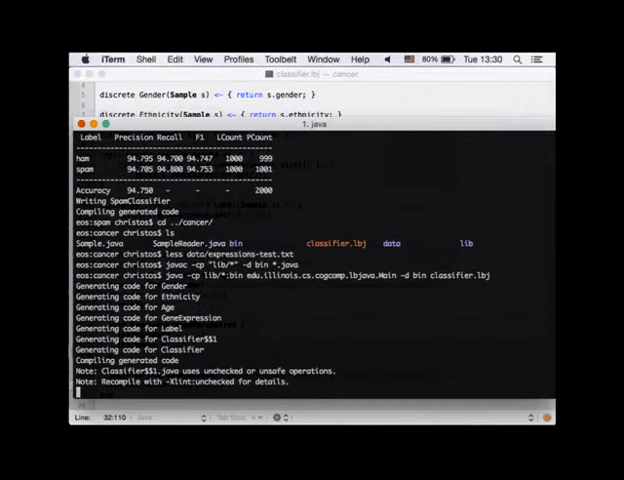 iTerm Shell Edit View Profiles Toolbelt Window Help 80% Tue 13:30
classifier.lbj — cancer
4
5 discrete Gender(Sample s) <- { return s.gender; }
6
discrete Ethnicity(Sample s) <- { return s.ethnicity; }
1. java
Label Precision Recall F1 LCount PCount
----------------------------------------------
ham 94.795 94.700 94.747 1000 999
spam 94.705 94.800 94.753 1000 1001
----------------------------------------------
Accuracy 94.750 - - - 2000
Writing SpamClassifier
Compiling generated code
eos:spam christos$ cd ../cancer/
eos:cancer christos$ ls
Sample.java SampleReader.java bin classifier.lbj data lib
eos:cancer christos$ less data/expressions-test.txt
eos:cancer christos$ javac -cp "lib/*" -d bin *.java
eos:cancer christos$ java -cp lib/*:bin edu.illinois.cs.cogcomp.lbjava.Main -d bin classifier.lbj
Generating code for Gender
Generating code for Ethnicity
Generating code for Age
Generating code for GeneExpression
Generating code for Label
Generating code for Classifier$$1
Generating code for Classifier
Compiling generated code
Note: Classifier$$1.java uses unchecked or unsafe operations.
Note: Recompile with -Xlint:unchecked for details.
Line: 32:110 Java Tab Size: 4